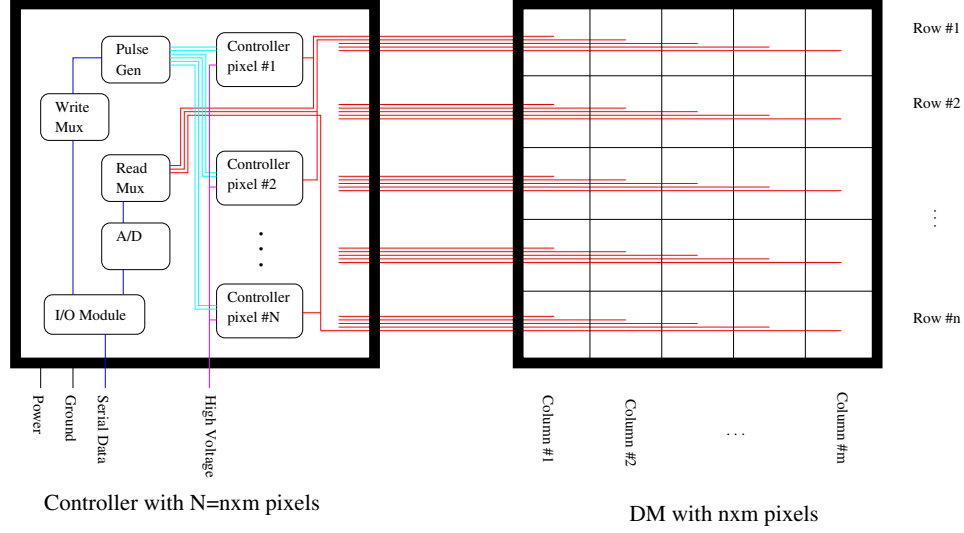 Pulse
Gen
Controller
pixel #1
Write
Mux
Read
Mux
Controller
pixel #2
A/D
I/O Module
Controller
pixel #N
Power
Ground
Serial Data
High Voltage
Controller with N=nxm pixels
Row #1
Row #2
. . .
Row #n
Column #1
Column #2
. . .
Column #m
DM with nxm pixels